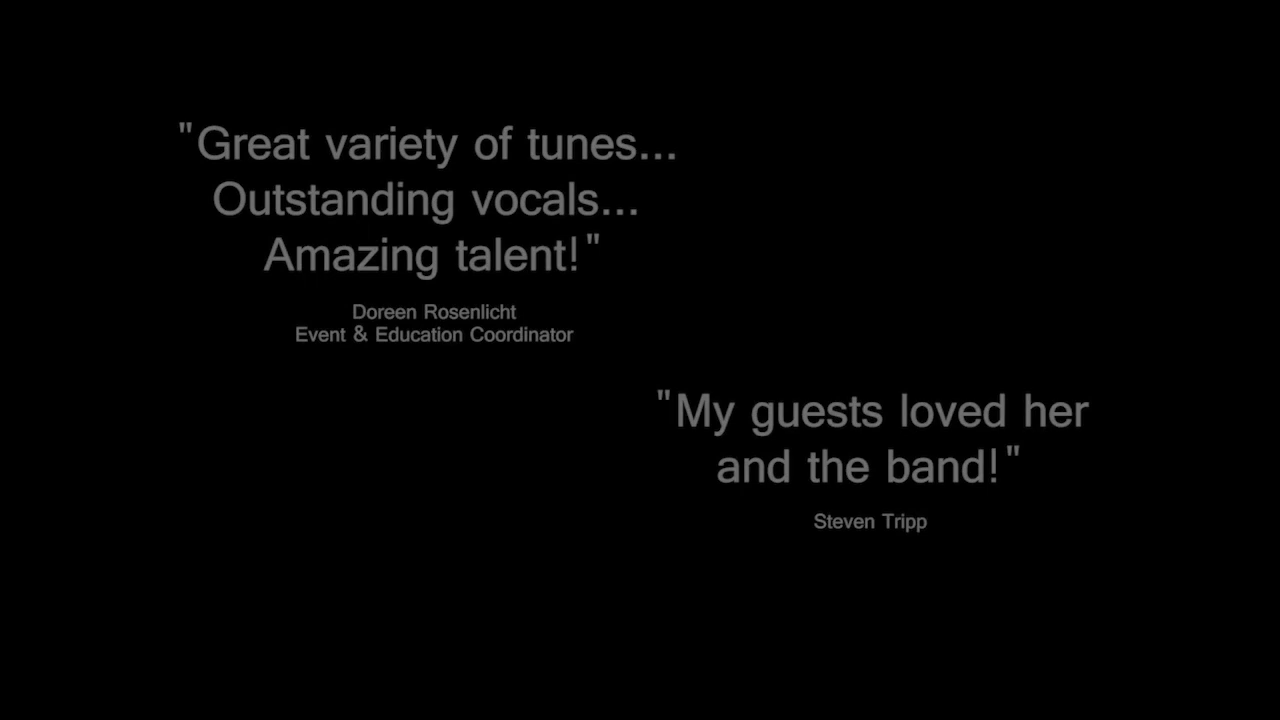 "Great variety of tunes...
Outstanding vocals...
Amazing talent!"
Doreen Rosenlicht
Event & Education Coordinator
"My guests loved her
and the band!"
Steven Tripp